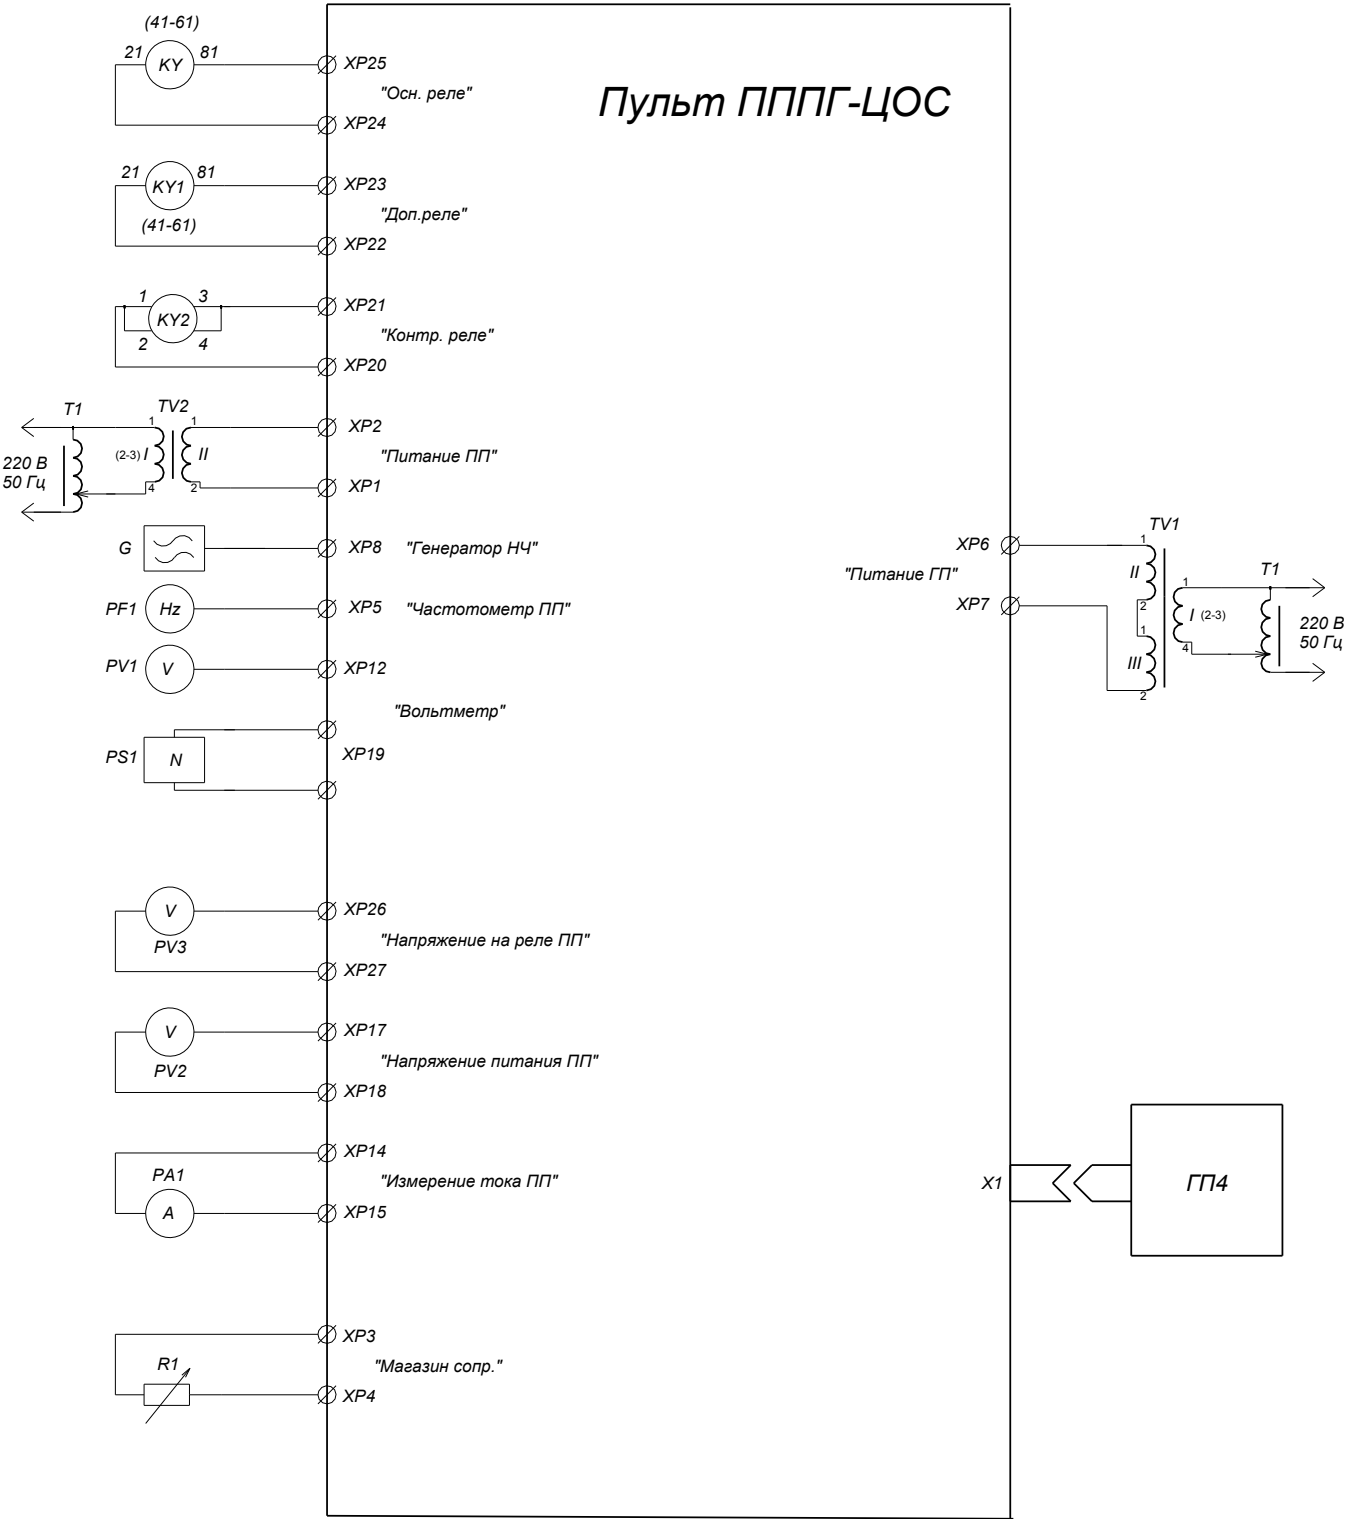 Пульт ПППГ-ЦОС
(41-61)
21 KY 81 XP25
"Осн. реле"
XP24
21 KY1 81 XP23
"Доп.реле"
(41-61)
XP22
1 3 XP21
KY2
"Контр. реле"
2 4
XP20
T1 TV2
1 1 XP2
220 В
50 Гц
(2-3) I II
"Питание ПП"
4 2 XP1
G XP8 "Генератор НЧ"
PF1 Hz XP5 "Частотометр ПП"
PV1 V XP12
"Вольтметр"
PS1 N XP19
V XP26
PV3
"Напряжение на реле ПП"
XP27
V XP17
PV2
"Напряжение питания ПП"
XP18
XP14
PA1
"Измерение тока ПП"
A XP15
XP3
R1
"Магазин сопр."
XP4
TV1
XP6 1
"Питание ГП"
II
T1
XP7 2
1
I (2-3)
220 В
50 Гц
1
4
III
2
X1 ГП4